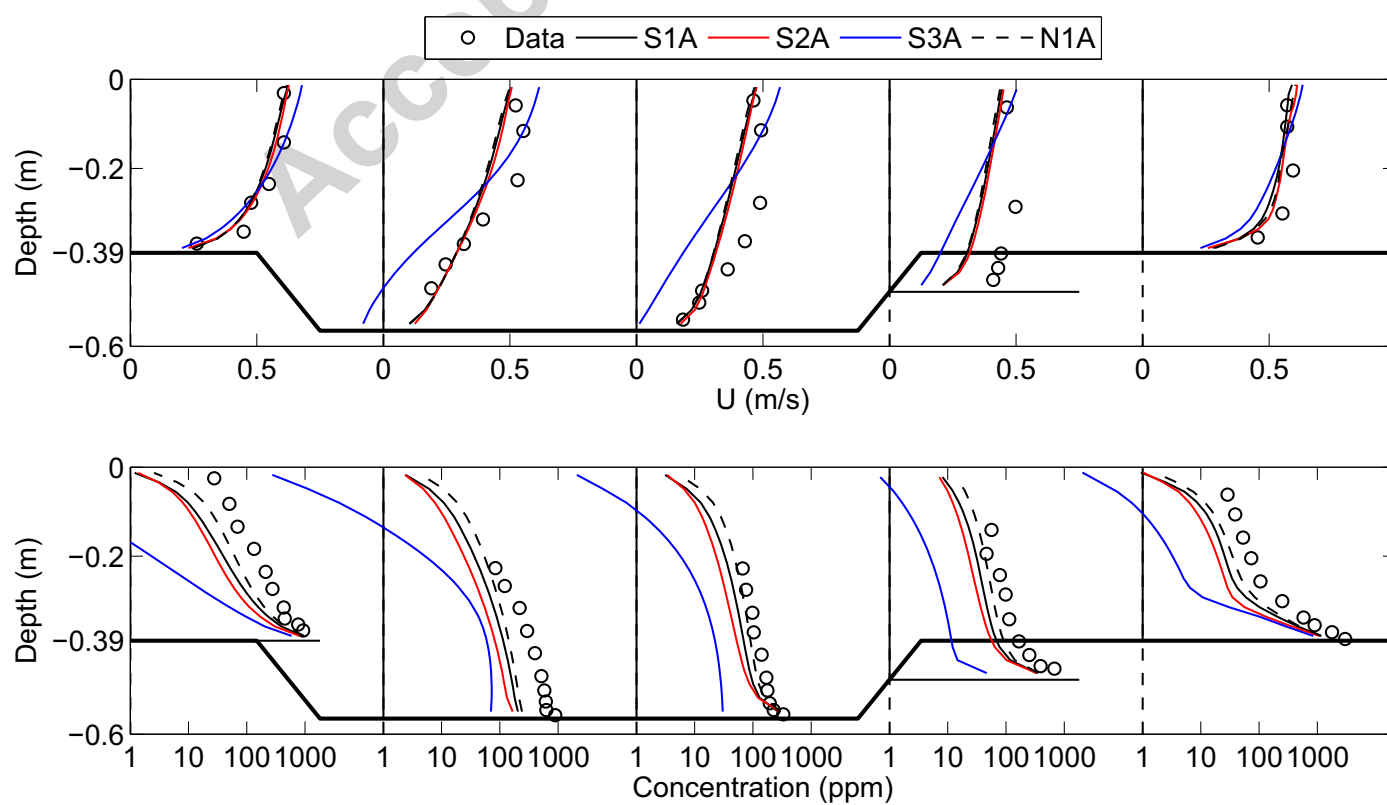 Acce
Data S1A S2A S3A N1A
0
−0.2
−0.39
−0.6
Depth (m)
0 0.5 0 0.5 0 0.5 0 0.5 0 0.5
U (m/s)
0
−0.2
−0.39
−0.6
Depth (m)
1 10 100 1000 1 10 100 1000 1 10 100 1000 1 10 100 1000 1 10 100 1000
Concentration (ppm)